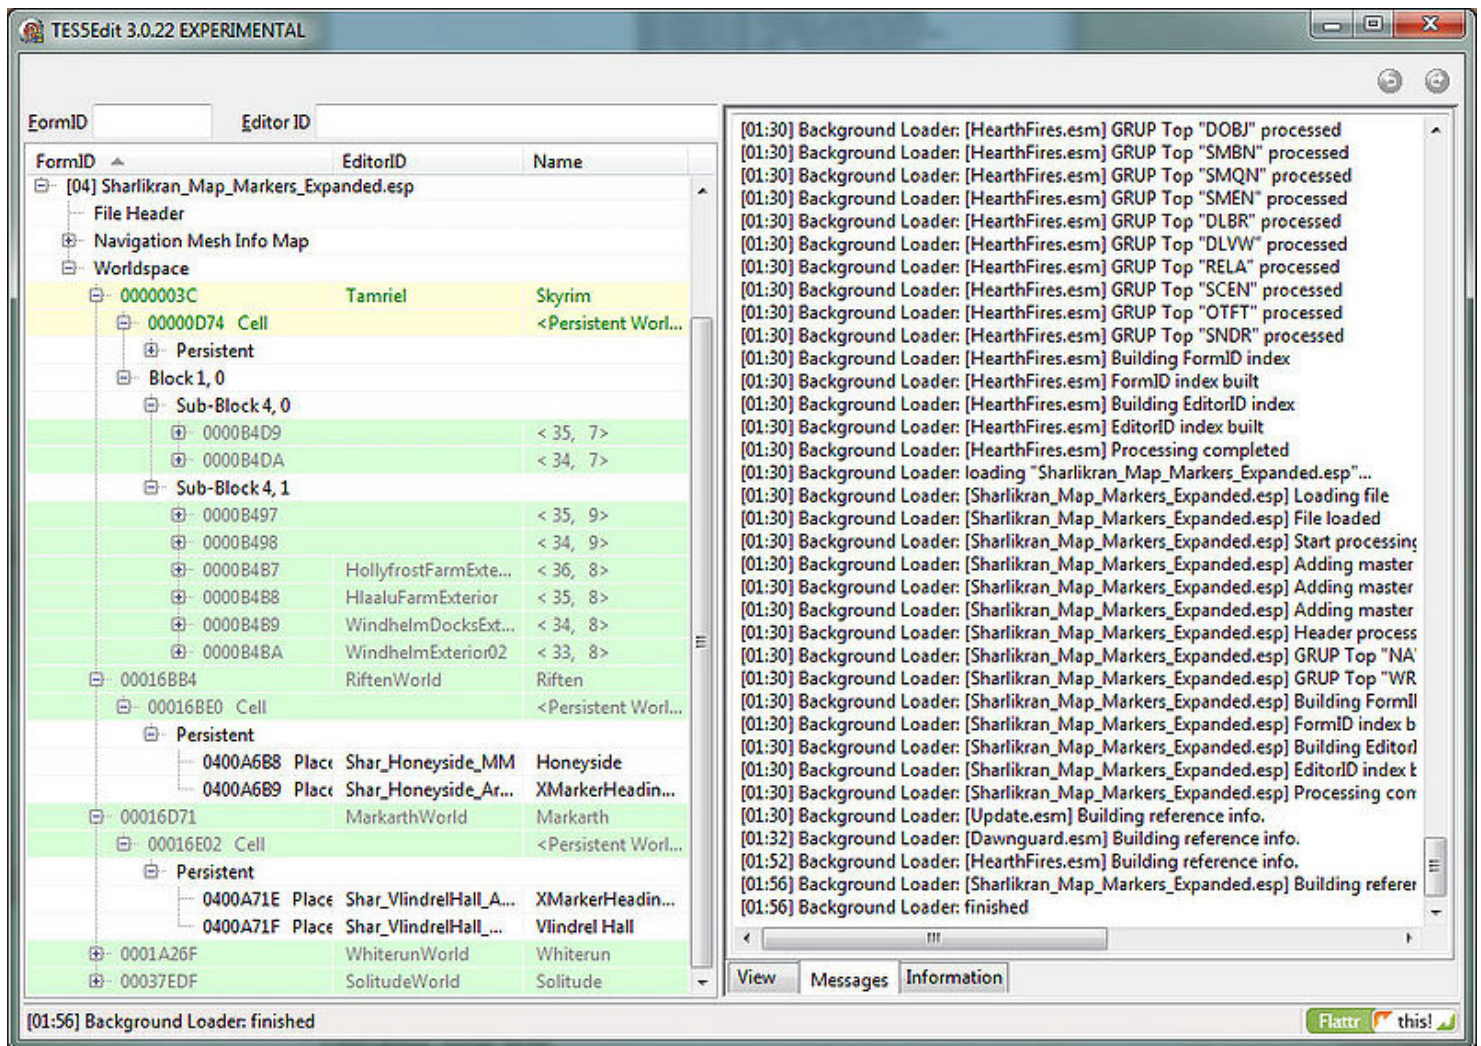 TES5Edit 3.0.22 EXPERIMENTAL
FormID Editor ID
FormID EditorID Name
[04] Sharlikran_Map_Markers_Expanded.esp
File Header
Navigation Mesh Info Map
Worldspace
0000003C Tamriel Skyrim
00000D74 Cell <Persistent Worl...
Persistent
Block 1, 0
Sub-Block 4, 0
0000B4D9 < 35, 7>
0000B4DA < 34, 7>
Sub-Block 4, 1
0000B497 < 35, 9>
0000B498 < 34, 9>
0000B4B7 HollyfrostFarmExte... < 36, 8>
0000B4B8 HlaaluFarmExterior < 35, 8>
0000B4B9 WindhelmDocksExt... < 34, 8>
0000B4BA WindhelmExterior02 < 33, 8>
00016BB4 RiftenWorld Riften
00016BE0 Cell <Persistent Worl...
Persistent
0400A6B8 Place Shar_Honeyside_MM Honeyside
0400A6B9 Place Shar_Honeyside_Ar... XMarkerHeadin...
00016D71 MarkarthWorld Markarth
00016E02 Cell <Persistent Worl...
Persistent
0400A71E Place Shar_VlindrelHall_A... XMarkerHeadin...
0400A71F Place Shar_VlindrelHall_... Vlindrel Hall
0001A26F WhiterunWorld Whiterun
00037EDF SolitudeWorld Solitude
[01:30] Background Loader: [HearthFires.esm] GRUP Top "DOBJ" processed
[01:30] Background Loader: [HearthFires.esm] GRUP Top "SMBN" processed
[01:30] Background Loader: [HearthFires.esm] GRUP Top "SMQN" processed
[01:30] Background Loader: [HearthFires.esm] GRUP Top "SMEN" processed
[01:30] Background Loader: [HearthFires.esm] GRUP Top "DLBR" processed
[01:30] Background Loader: [HearthFires.esm] GRUP Top "DLVW" processed
[01:30] Background Loader: [HearthFires.esm] GRUP Top "RELA" processed
[01:30] Background Loader: [HearthFires.esm] GRUP Top "SCEN" processed
[01:30] Background Loader: [HearthFires.esm] GRUP Top "OTFT" processed
[01:30] Background Loader: [HearthFires.esm] GRUP Top "SNDR" processed
[01:30] Background Loader: [HearthFires.esm] Building FormID index
[01:30] Background Loader: [HearthFires.esm] FormID index built
[01:30] Background Loader: [HearthFires.esm] Building EditorID index
[01:30] Background Loader: [HearthFires.esm] EditorID index built
[01:30] Background Loader: [HearthFires.esm] Processing completed
[01:30] Background Loader: loading "Sharlikran_Map_Markers_Expanded.esp"...
[01:30] Background Loader: [Sharlikran_Map_Markers_Expanded.esp] Loading file
[01:30] Background Loader: [Sharlikran_Map_Markers_Expanded.esp] File loaded
[01:30] Background Loader: [Sharlikran_Map_Markers_Expanded.esp] Start processing
[01:30] Background Loader: [Sharlikran_Map_Markers_Expanded.esp] Adding master
[01:30] Background Loader: [Sharlikran_Map_Markers_Expanded.esp] Adding master
[01:30] Background Loader: [Sharlikran_Map_Markers_Expanded.esp] Adding master
[01:30] Background Loader: [Sharlikran_Map_Markers_Expanded.esp] Header process
[01:30] Background Loader: [Sharlikran_Map_Markers_Expanded.esp] GRUP Top "NA
[01:30] Background Loader: [Sharlikran_Map_Markers_Expanded.esp] GRUP Top "WR
[01:30] Background Loader: [Sharlikran_Map_Markers_Expanded.esp] Building FormI
[01:30] Background Loader: [Sharlikran_Map_Markers_Expanded.esp] FormID index b
[01:30] Background Loader: [Sharlikran_Map_Markers_Expanded.esp] Building EditorI
[01:30] Background Loader: [Sharlikran_Map_Markers_Expanded.esp] EditorID index b
[01:30] Background Loader: [Sharlikran_Map_Markers_Expanded.esp] Processing con
[01:30] Background Loader: [Update.esm] Building reference info.
[01:32] Background Loader: [Dawnguard.esm] Building reference info.
[01:52] Background Loader: [HearthFires.esm] Building reference info.
[01:56] Background Loader: [Sharlikran_Map_Markers_Expanded.esp] Building referer
[01:56] Background Loader: finished
View Messages Information
[01:56] Background Loader: finished
Flattr this!